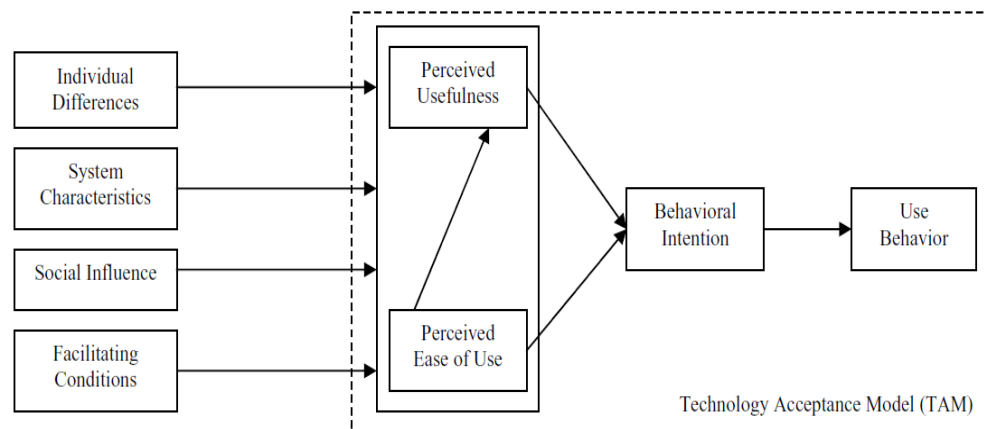 Individual
Differences
System
Characteristics
Social Influence
Facilitating
Conditions
Perceived
Usefulness
Perceived
Ease of Use
Behavioral
Intention
Use
Behavior
Technology Acceptance Model (TAM)